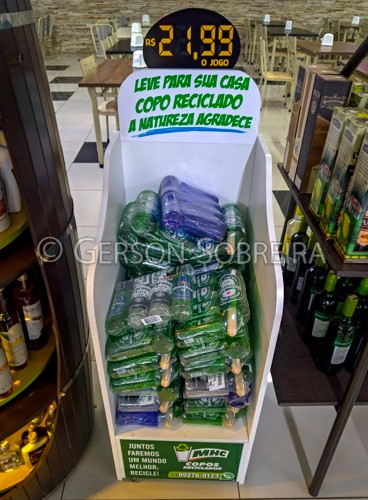 R$ 21,99
O JOGO
LEVE PARA SUA CASA
COPO RECICLADO
A NATUREZA AGRADECE
© GERSON SOBREIRA
JUNTOS
FAREMOS
UM MUNDO
MELHOR.
RECICLE!
MHC
COPOS
RECICLADOS